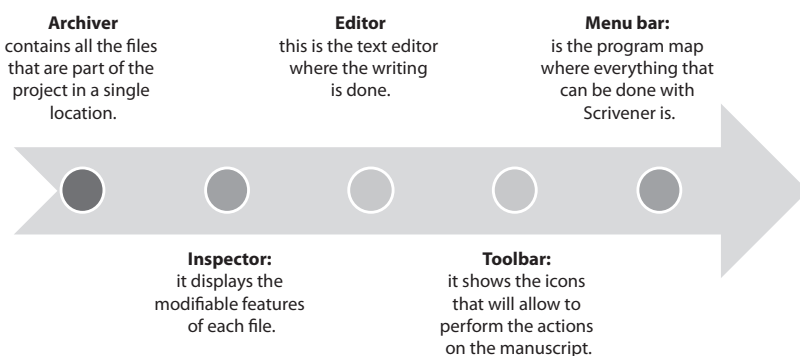 Archiver
contains all the files
that are part of the
project in a single
location.
Inspector:
it displays the
modifiable features
of each file.
Editor
this is the text editor
where the writing
is done.
Toolbar:
it shows the icons
that will allow to
perform the actions
on the manuscript.
Menu bar:
is the program map
where everything that
can be done with
Scrivener is.